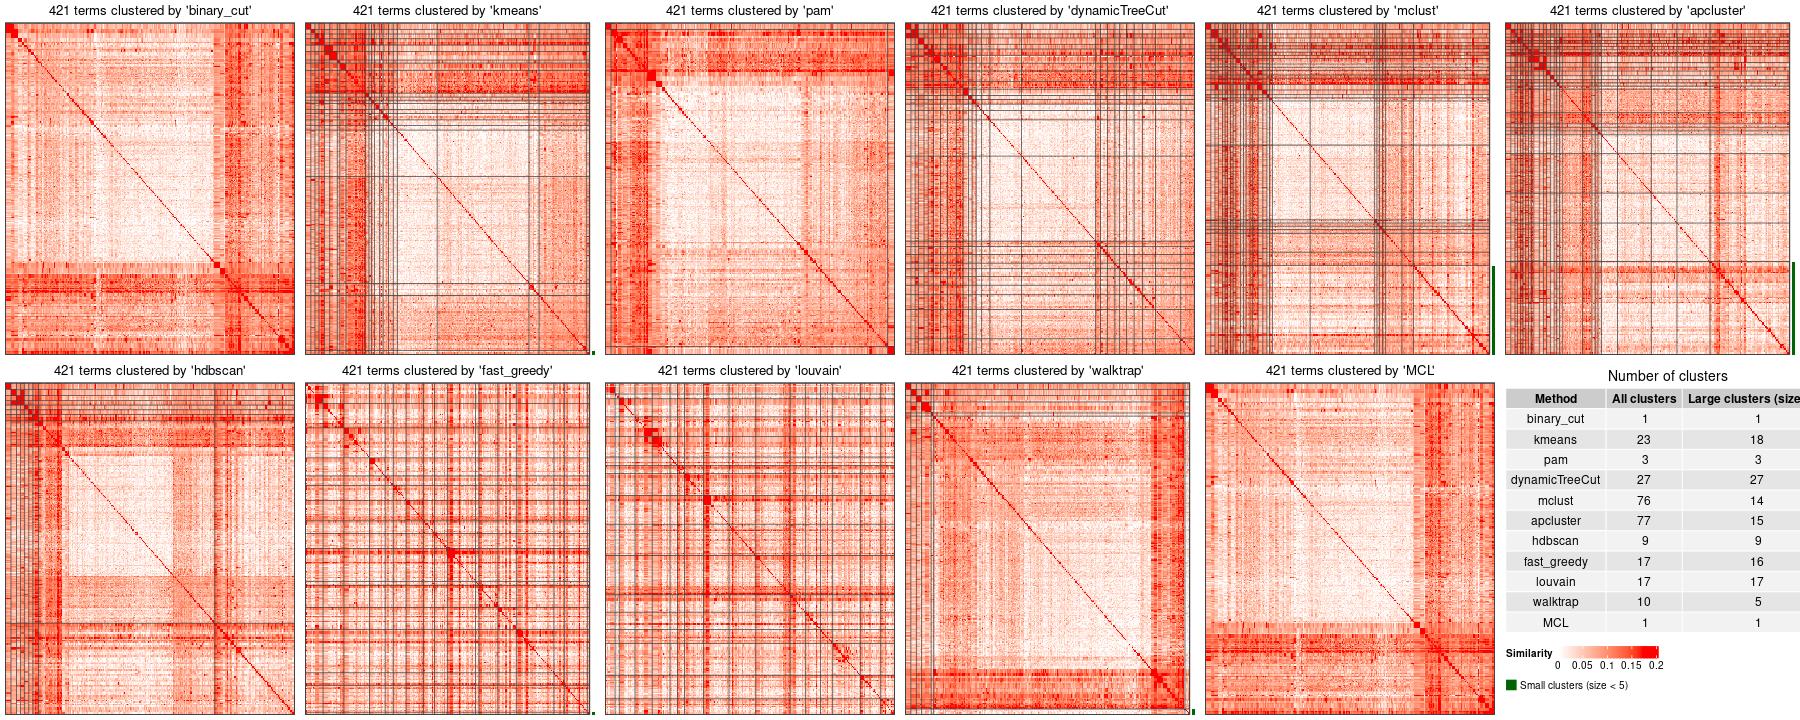 421 terms clustered by 'binary_cut'
421 terms clustered by 'kmeans'
421 terms clustered by 'pam'
421 terms clustered by 'dynamicTreeCut'
421 terms clustered by 'mclust'
421 terms clustered by 'apcluster'
421 terms clustered by 'hdbscan'
421 terms clustered by 'fast_greedy'
421 terms clustered by 'louvain'
421 terms clustered by 'walktrap'
421 terms clustered by 'MCL'
Number of clusters
Method All clusters Large clusters (size
binary_cut 1 1
kmeans 23 18
pam 3 3
dynamicTreeCut 27 27
mclust 76 14
apcluster 77 15
hdbscan 9 9
fast_greedy 17 16
louvain 17 17
walktrap 10 5
MCL 1 1
Similarity
0 0.05 0.1 0.15 0.2
Small clusters (size < 5)